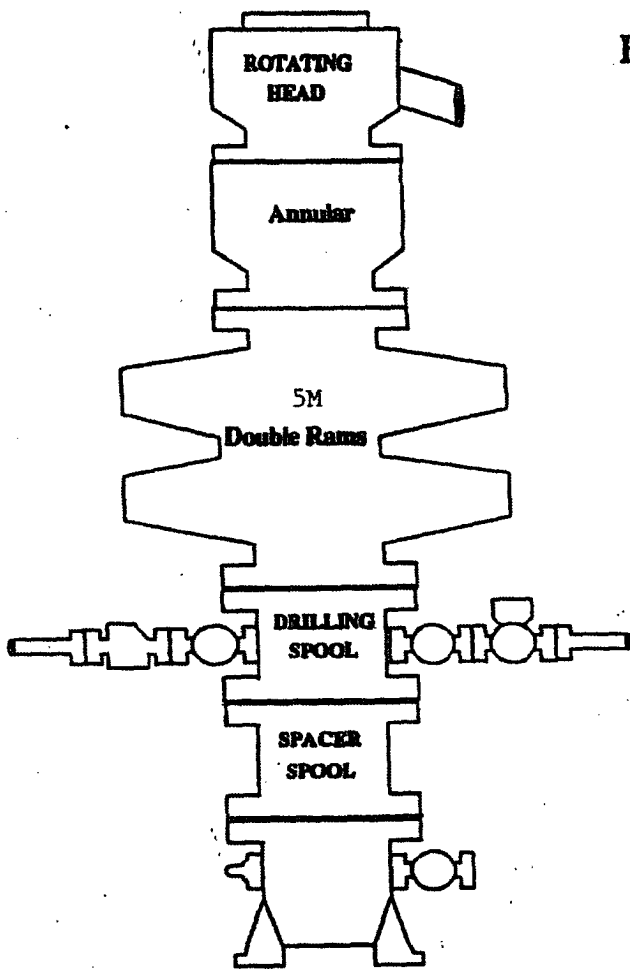 ROTATING
HEAD
Annular
5M
Double Rams
DRILLING
SPOOL
SPACER
SPOOL